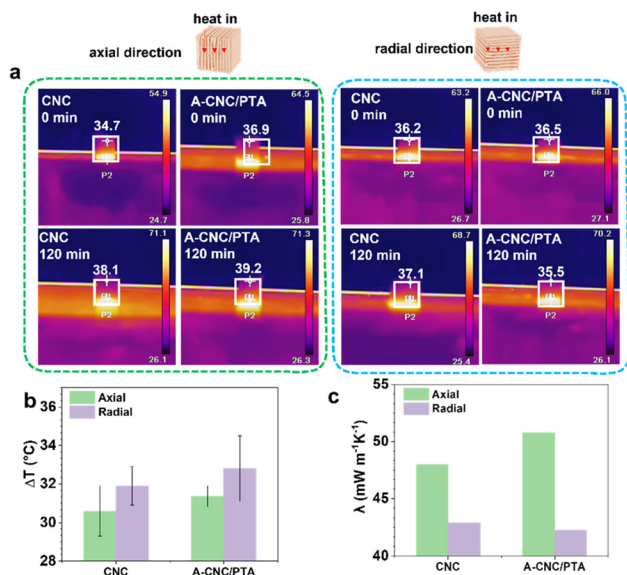 heat in
axial direction
heat in
radial direction
a
CNC
0 min
54.9
34.7
P2
24.7
A-CNC/PTA
0 min
64.5
36.9
P2
25.8
CNC
0 min
63.2
36.2
P2
26.7
A-CNC/PTA
0 min
66.0
36.5
P2
27.1
CNC
120 min
71.1
38.1
P2
26.1
A-CNC/PTA
120 min
71.3
39.2
P2
26.3
CNC
120 min
68.7
37.1
P2
25.4
A-CNC/PTA
120 min
70.2
35.5
P2
26.1
b
36
32
30
28
ΔT (°C)
Axial
Radial
CNC
A-CNC/PTA
c
55
50
45
40
λ (mW m⁻¹K⁻¹)
Axial
Radial
CNC
A-CNC/PTA